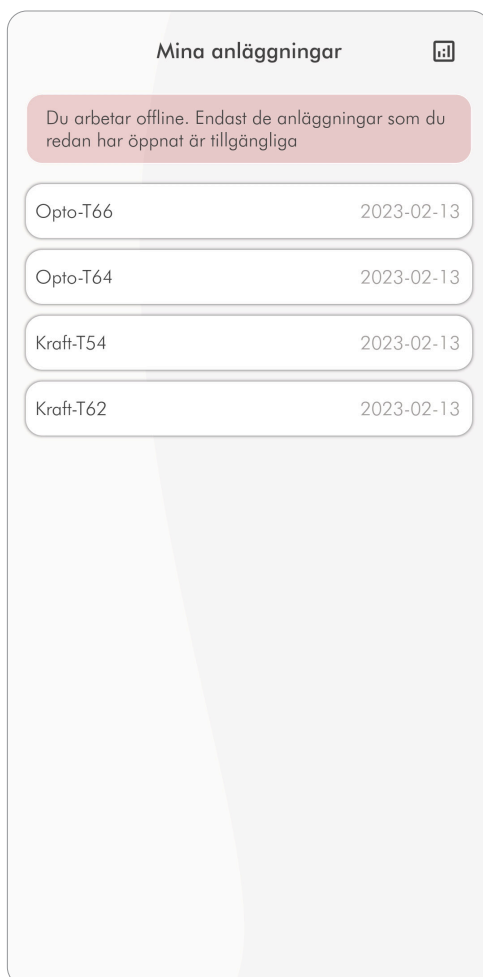 Mina anläggningar
Du arbetar offline. Endast de anläggningar som du
redan har öppnat är tillgängliga
Opto-T66 2023-02-13
Opto-T64 2023-02-13
Kraft-T54 2023-02-13
Kraft-T62 2023-02-13